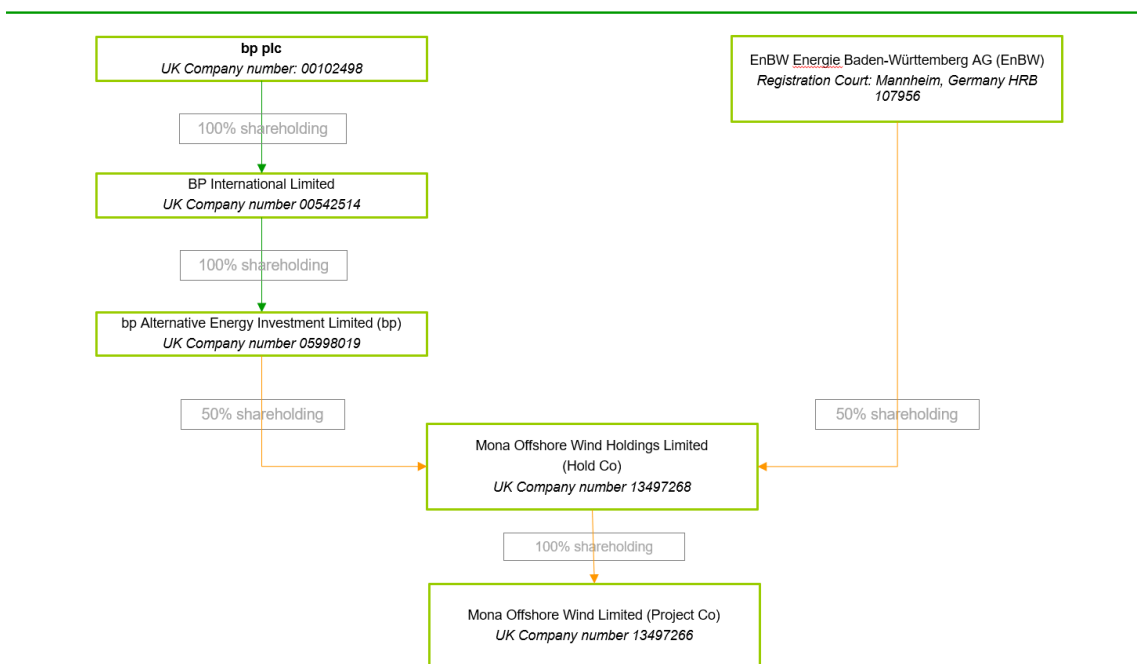 bp plc
UK Company number: 00102498
EnBW Energie Baden-Württemberg AG (EnBW)
Registration Court: Mannheim, Germany HRB
107956
100% shareholding
BP International Limited
UK Company number 00542514
100% shareholding
bp Alternative Energy Investment Limited (bp)
UK Company number 05998019
50% shareholding
50% shareholding
Mona Offshore Wind Holdings Limited
(Hold Co)
UK Company number 13497268
100% shareholding
Mona Offshore Wind Limited (Project Co)
UK Company number 13497266